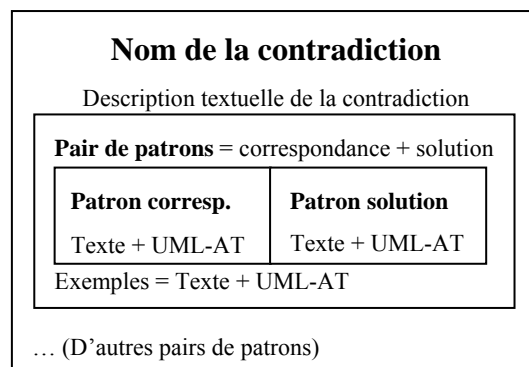 Nom de la contradiction
Description textuelle de la contradiction
Pair de patrons = correspondance + solution
Patron corresp.
Texte + UML-AT
Patron solution
Texte + UML-AT
Exemples = Texte + UML-AT
… (D’autres pairs de patrons)